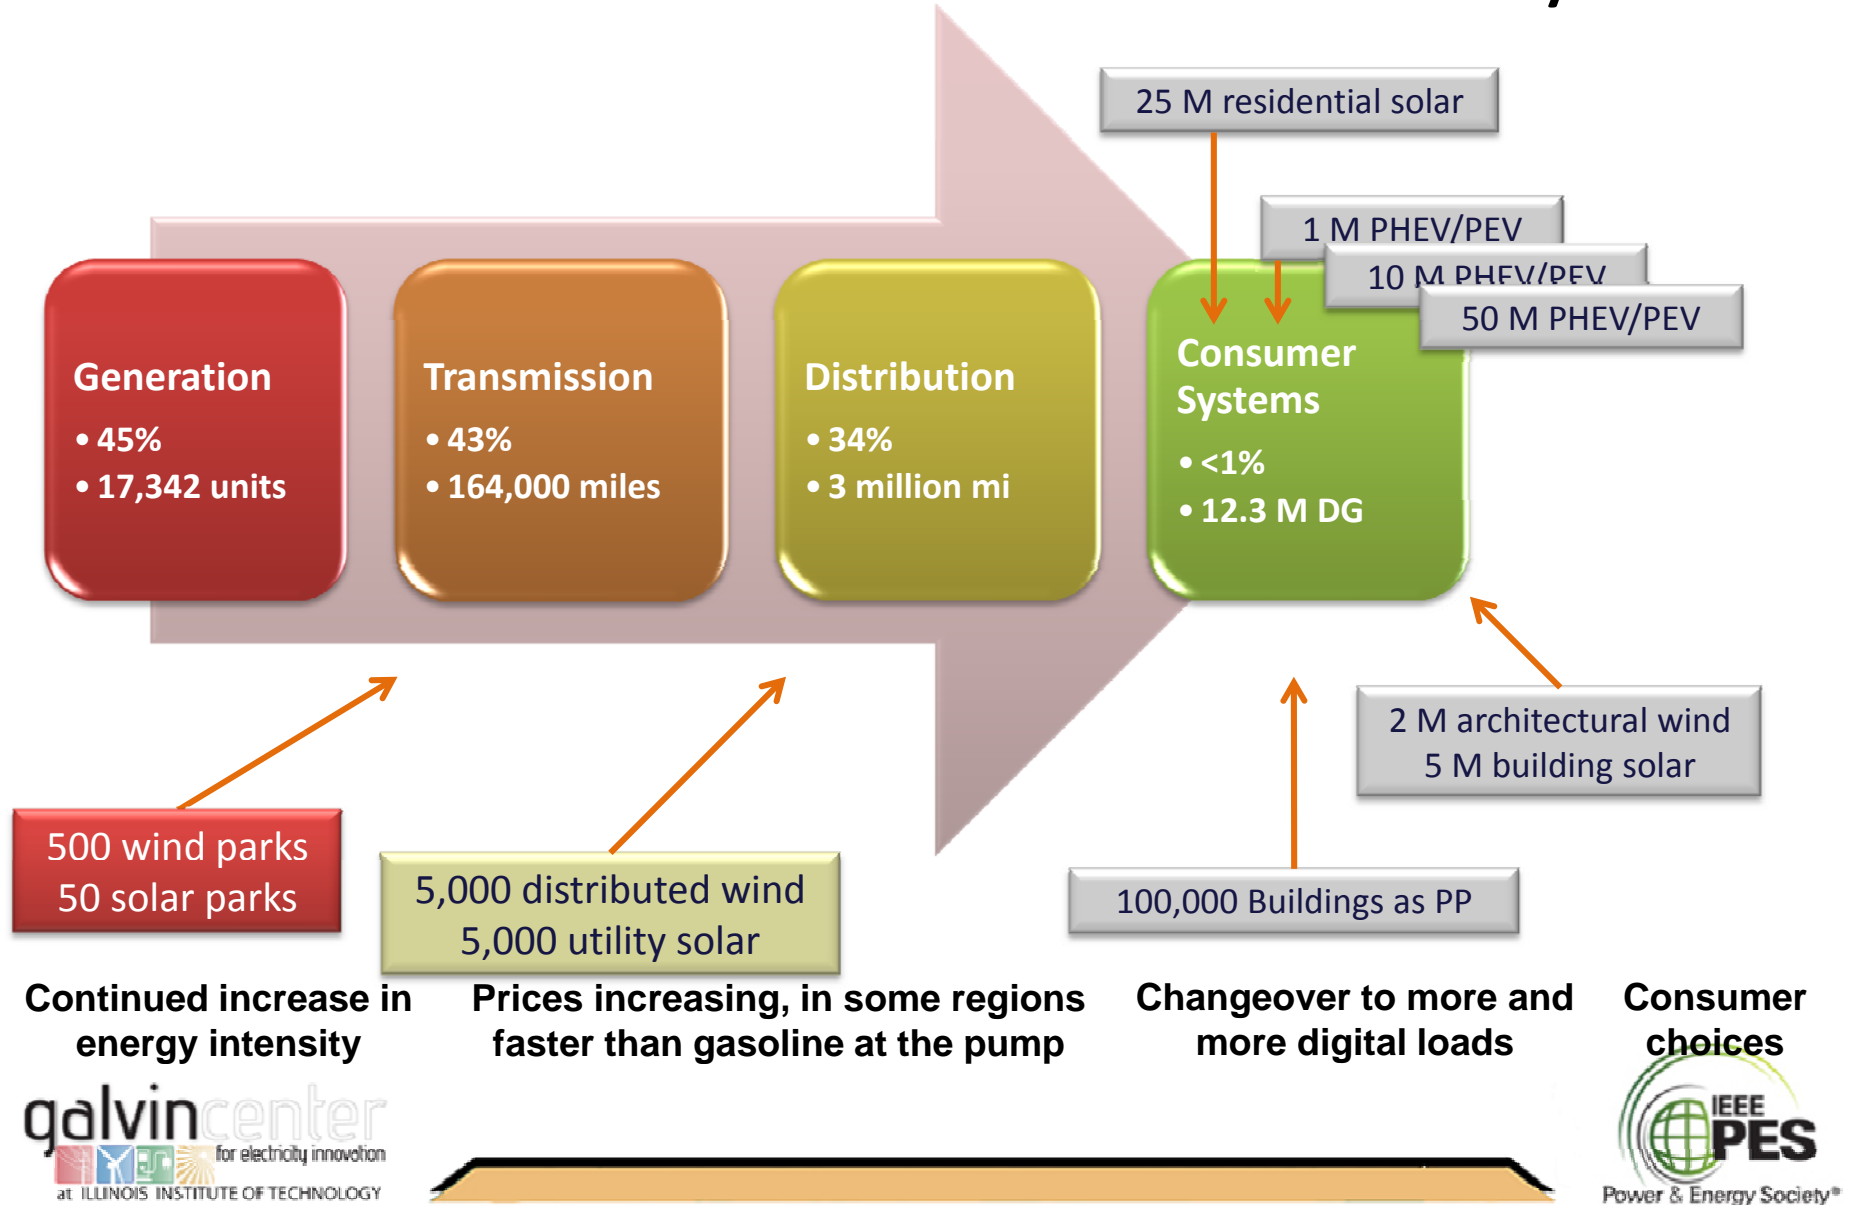 25 M residential solar
1 M PHEV/PEV
10 M PHEV/PEV
50 M PHEV/PEV
Generation
• 45%
• 17,342 units
Transmission
• 43%
• 164,000 miles
Distribution
• 34%
• 3 million mi
Consumer
Systems
• <1%
• 12.3 M DG
2 M architectural wind
5 M building solar
500 wind parks
50 solar parks
5,000 distributed wind
5,000 utility solar
100,000 Buildings as PP
Continued increase in
energy intensity
Prices increasing, in some regions
faster than gasoline at the pump
Changeover to more and
more digital loads
Consumer
choices
galvincenter
for electricity innovation
at ILLINOIS INSTITUTE OF TECHNOLOGY
IEEE
PES
Power & Energy Society®